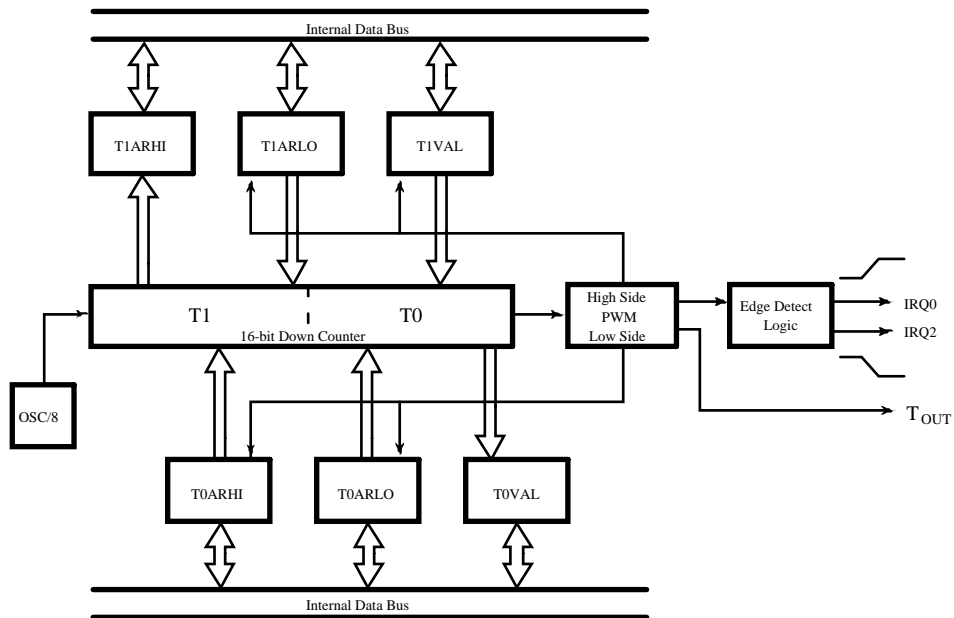 Internal Data Bus
T1ARHI
T1ARLO
T1VAL
T1
T0
16-bit Down Counter
High Side
PWM
Low Side
Edge Detect
Logic
IRQ0
IRQ2
OSC/8
TOUT
T0ARHI
T0ARLO
T0VAL
Internal Data Bus